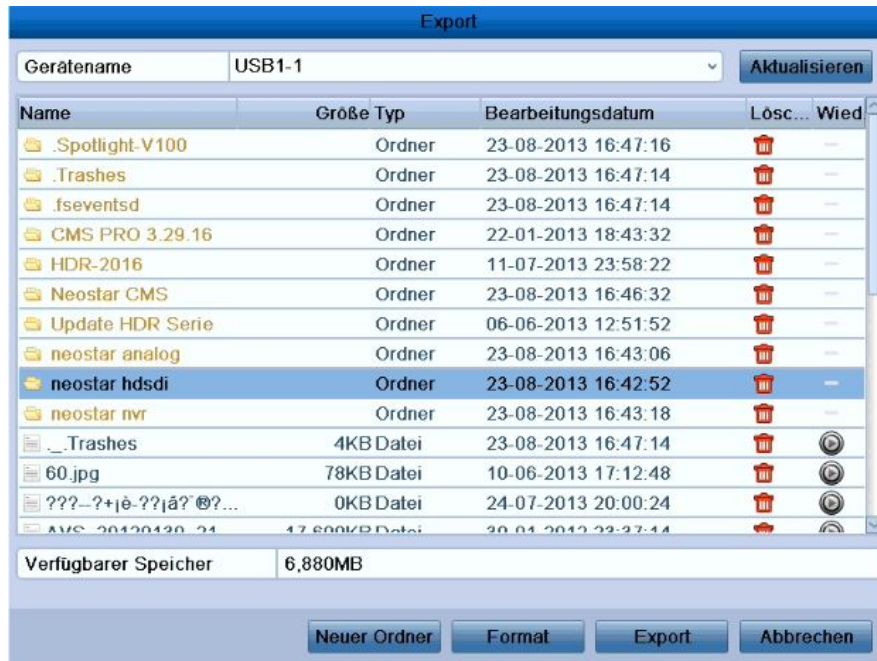 Export
Gerätename USB1-1 Aktualisieren
Name Größe Typ Bearbeitungsdatum Lösc... Wied
.Spotlight-V100 Ordner 23-08-2013 16:47:16
.Trashes Ordner 23-08-2013 16:47:14
.fseventsd Ordner 23-08-2013 16:47:14
CMS PRO 3.29.16 Ordner 22-01-2013 18:43:32
HDR-2016 Ordner 11-07-2013 23:58:22
Neostar CMS Ordner 23-08-2013 16:46:32
Update HDR Serie Ordner 06-06-2013 12:51:52
neostar analog Ordner 23-08-2013 16:43:06
neostar hdsdi Ordner 23-08-2013 16:42:52
neostar nvr Ordner 23-08-2013 16:43:18
._.Trashes 4KB Datei 23-08-2013 16:47:14
60.jpg 78KB Datei 10-06-2013 17:12:48
???--?+¡è-??¡ã?¨®?... 0KB Datei 24-07-2013 20:00:24
Datei
Verfügbarer Speicher 6,880MB
Neuer Ordner Format Export Abbrechen